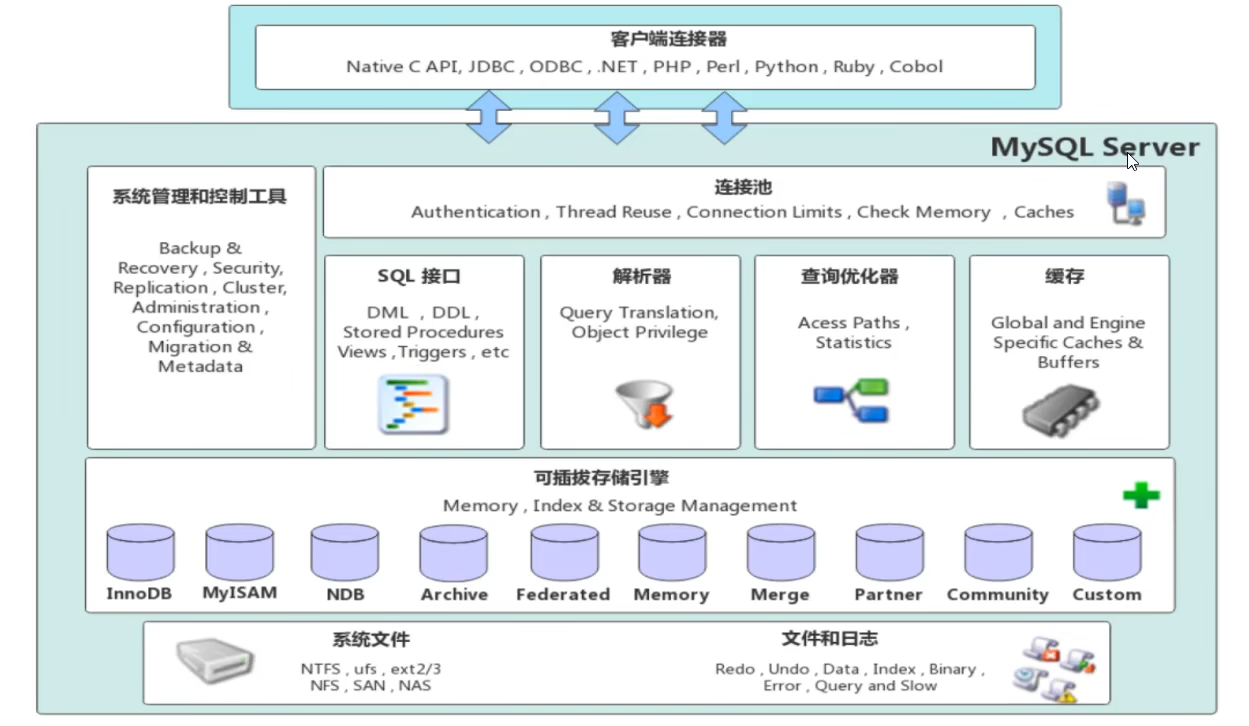 客户端连接器
Native C API, JDBC , ODBC , .NET , PHP , Perl , Python , Ruby , Cobol
MySQL Server
系统管理和控制工具
Backup &
Recovery , Security,
Replication , Cluster,
Administration ,
Configuration ,
Migration &
Metadata
连接池
Authentication , Thread Reuse , Connection Limits , Check Memory , Caches
SQL 接口
DML , DDL ,
Stored Procedures
Views ,Triggers , etc
解析器
Query Translation,
Object Privilege
查询优化器
Acess Paths ,
Statistics
缓存
Global and Engine
Specific Caches &
Buffers
可插拔存储引擎
Memory , Index & Storage Management
InnoDB
MyISAM
NDB
Archive
Federated
Memory
Merge
Partner
Community
Custom
系统文件
NTFS , ufs , ext2/3
NFS , SAN , NAS
文件和日志
Redo , Undo , Data , Index , Binary ,
Error , Query and Slow